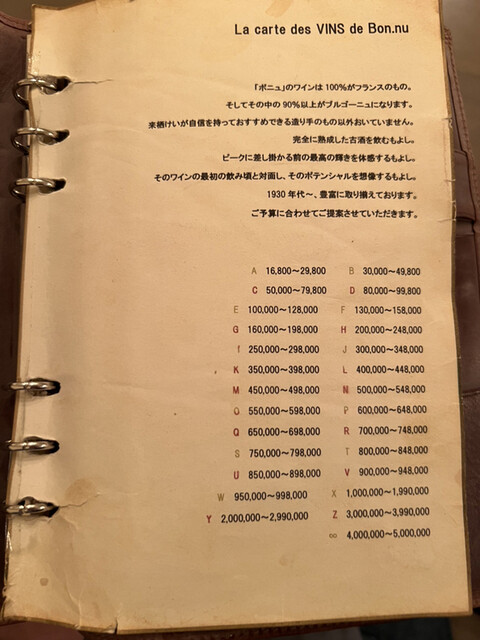 La carte des VINS de Bon.nu
「ボニュ」のワインは 100%がフランスのもの。
そしてその中の 90%以上がブルゴーニュになります。
来栖けいが自信を持っておすすめできる造り手のもの以外おいていません。
完全に熟成した古酒を飲むもよし。
ピークに差し掛かる前の最高の輝きを体感するもよし。
そのワインの最初の飲み頃と対面し、そのポテンシャルを想像するもよし。
1930 年代〜、豊富に取り揃えております。
ご予算に合わせてご提案させていただきます。
A 16,800〜29,800 B 30,000〜49,800
C 50,000〜79,800 D 80,000〜99,800
E 100,000〜128,000 F 130,000〜158,000
G 160,000〜198,000 H 200,000〜248,000
I 250,000〜298,000 J 300,000〜348,000
K 350,000〜398,000 L 400,000〜448,000
M 450,000〜498,000 N 500,000〜548,000
O 550,000〜598,000 P 600,000〜648,000
Q 650,000〜698,000 R 700,000〜748,000
S 750,000〜798,000 T 800,000〜848,000
U 850,000〜898,000 V 900,000〜948,000
W 950,000〜998,000 X 1,000,000〜1,990,000
Y 2,000,000〜2,990,000 Z 3,000,000〜3,990,000
∞ 4,000,000〜5,000,000